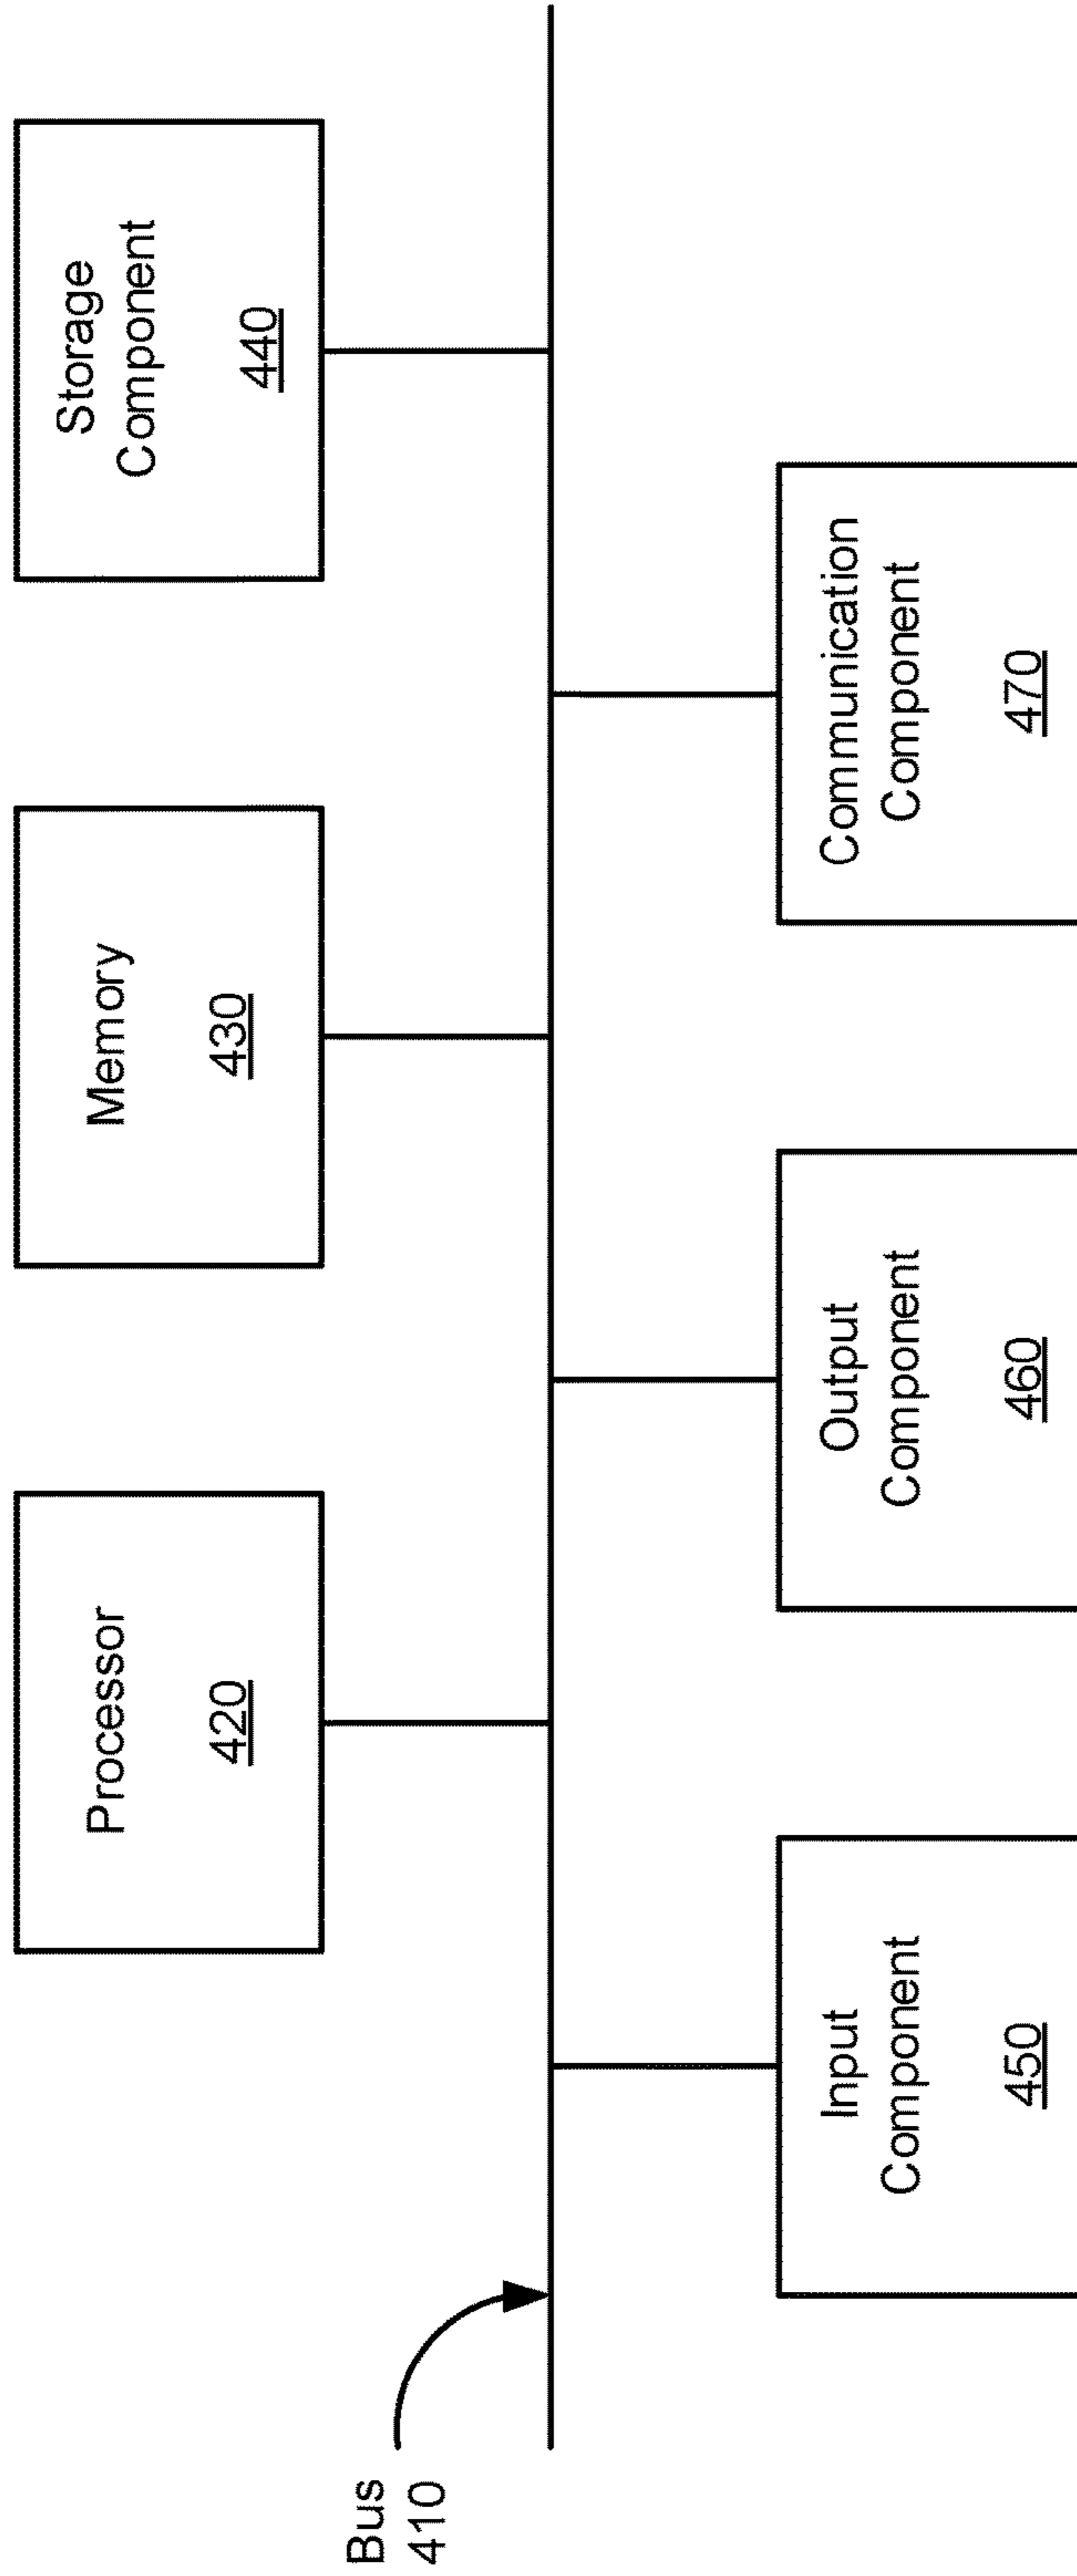 Processor
420
Memory
430
Storage
Component
440
Bus
410
Input
Component
450
Output
Component
460
Communication
Component
470